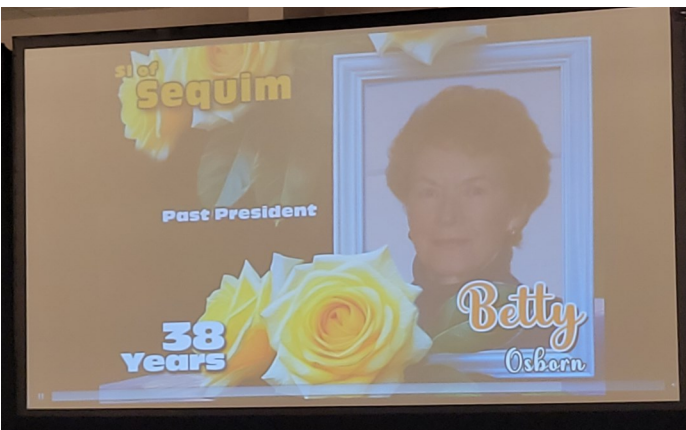 SI of
Sequim
Past President
38
Years
Betty
Osborn